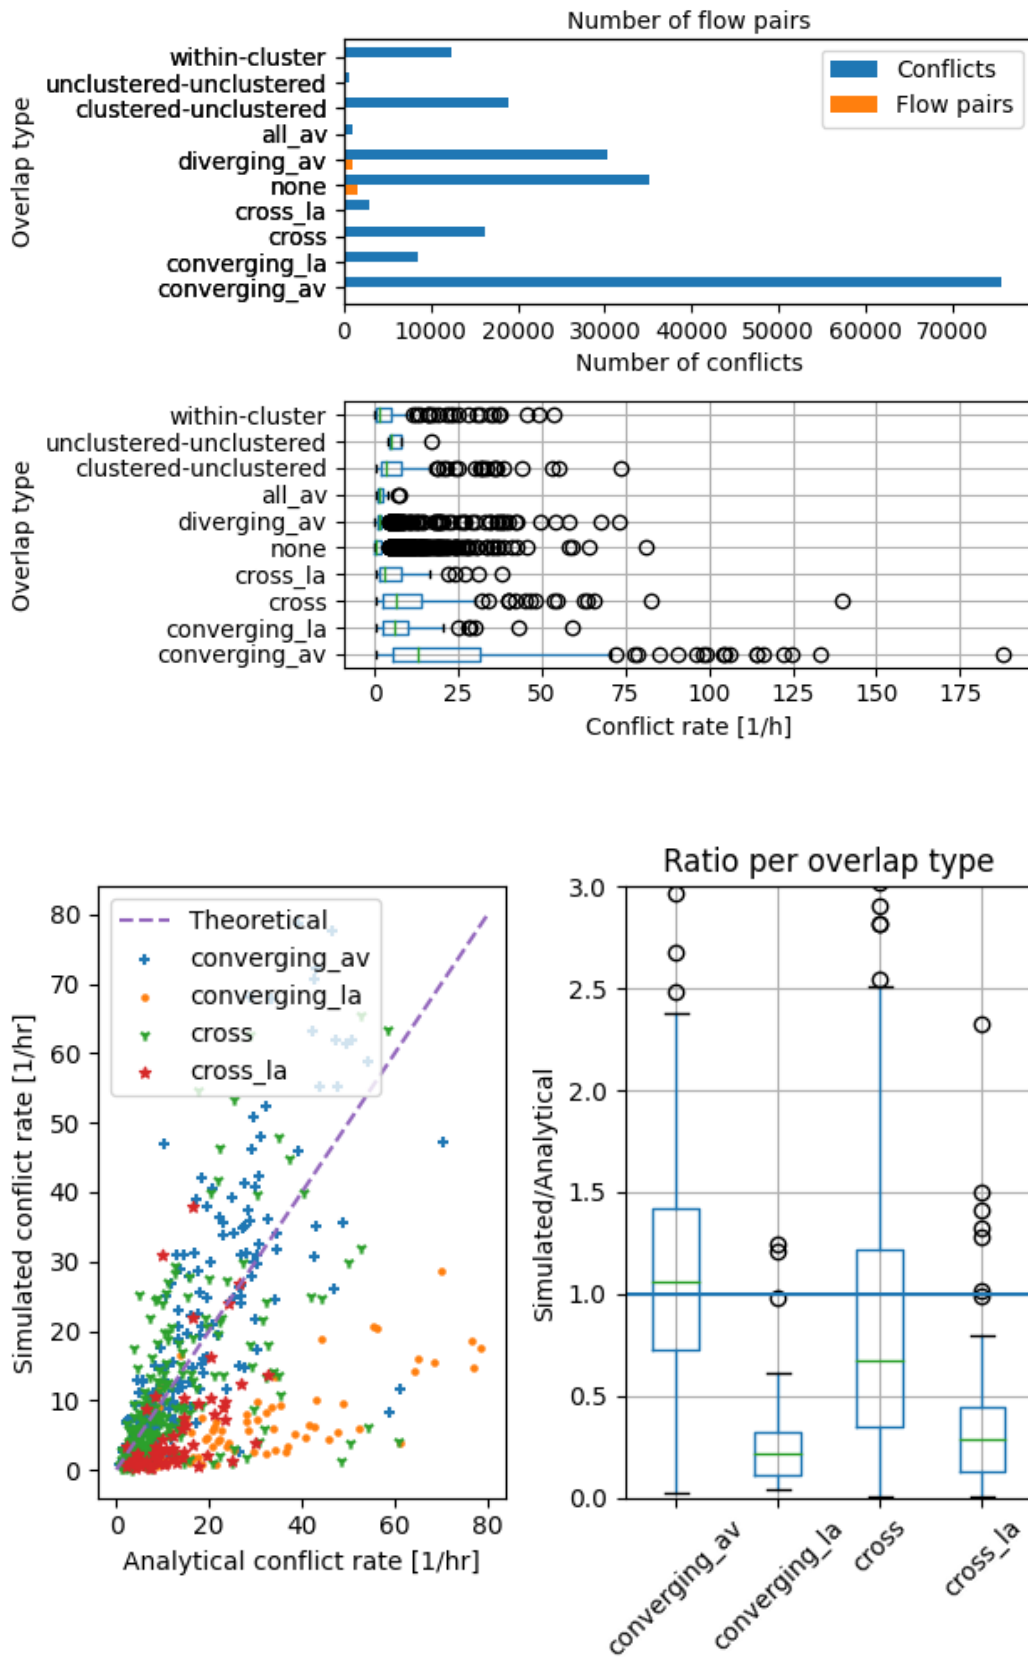 Number of flow pairs
Overlap type
within-cluster
unclustered-unclustered
clustered-unclustered
all_av
diverging_av
none
cross_la
cross
converging_la
converging_av
Conflicts
Flow pairs
0 10000 20000 30000 40000 50000 60000 70000
Number of conflicts
Overlap type
within-cluster
unclustered-unclustered
clustered-unclustered
all_av
diverging_av
none
cross_la
cross
converging_la
converging_av
0 25 50 75 100 125 150 175
Conflict rate [1/h]
Simulated conflict rate [1/hr]
80
70
60
50
40
30
20
10
0
Theoretical
converging_av
converging_la
cross
cross_la
0 20 40 60 80
Analytical conflict rate [1/hr]
Ratio per overlap type
Simulated/Analytical
3.0
2.5
2.0
1.5
1.0
0.5
0.0
converging_av
converging_la
cross
cross_la